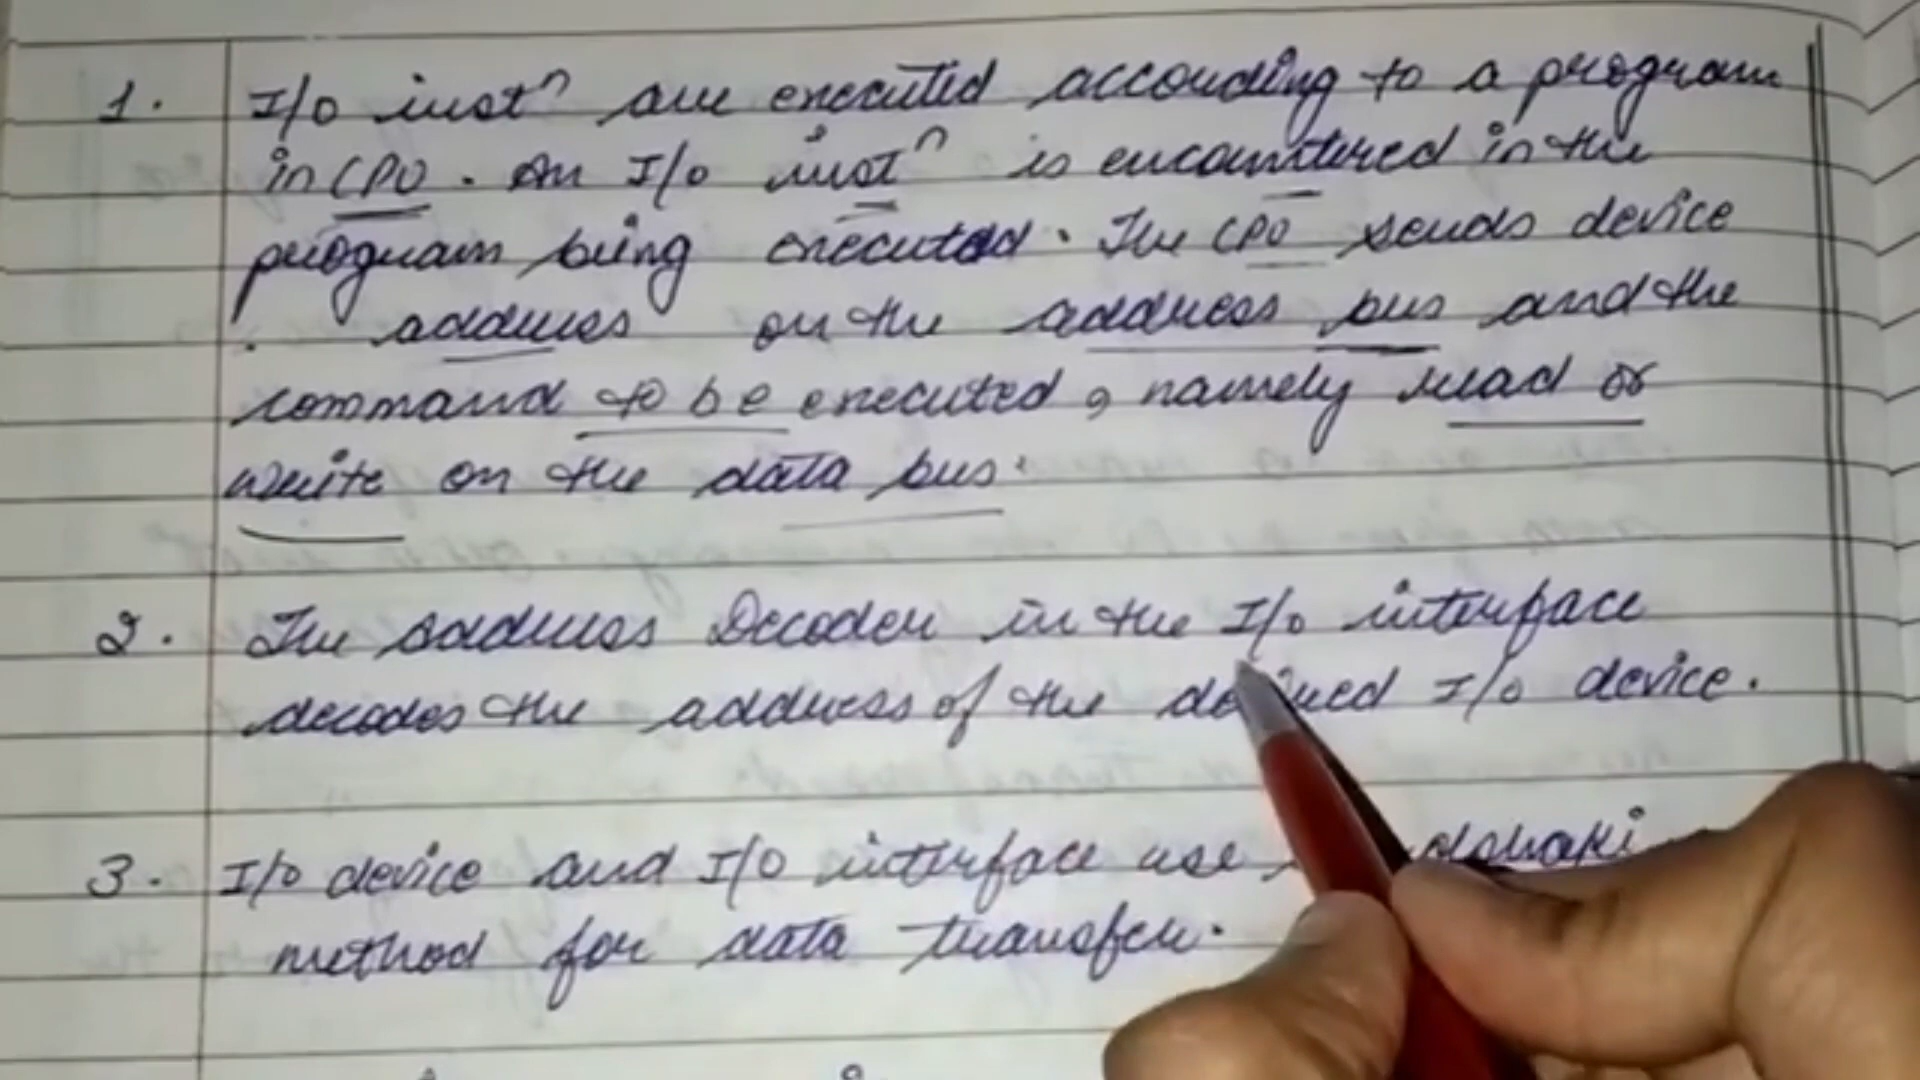 1. I/O instⁿ are executed according to a program
in CPU. An I/O instⁿ is encountered in the
program being executed. The CPU sends device
address on the address bus and the
command to be executed, namely read or
write on the data bus.
2. The address Decoder in the I/O interface
decodes the address of the I/O device.
3. I/O device and I/O interface use
method for data transfer.